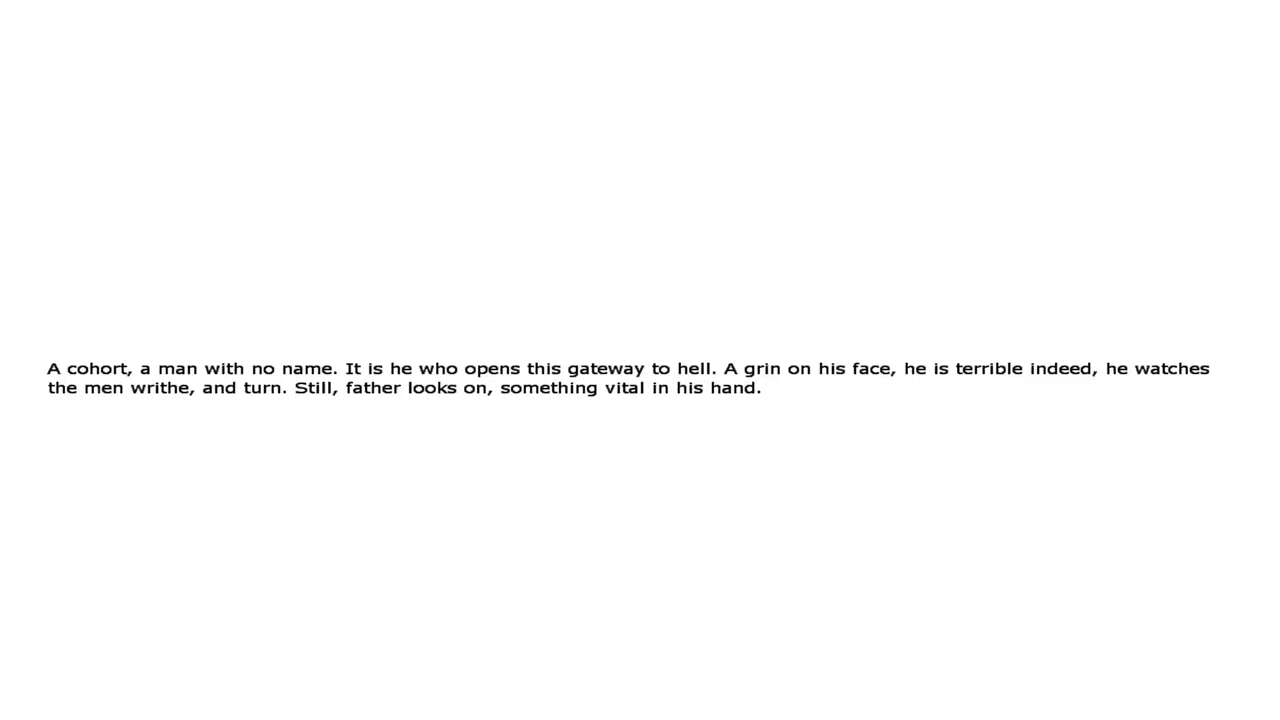 A cohort, a man with no name. It is he who opens this gateway to hell. A grin on his face, he is terrible indeed, he watches
the men writhe, and turn. Still, father looks on, something vital in his hand.